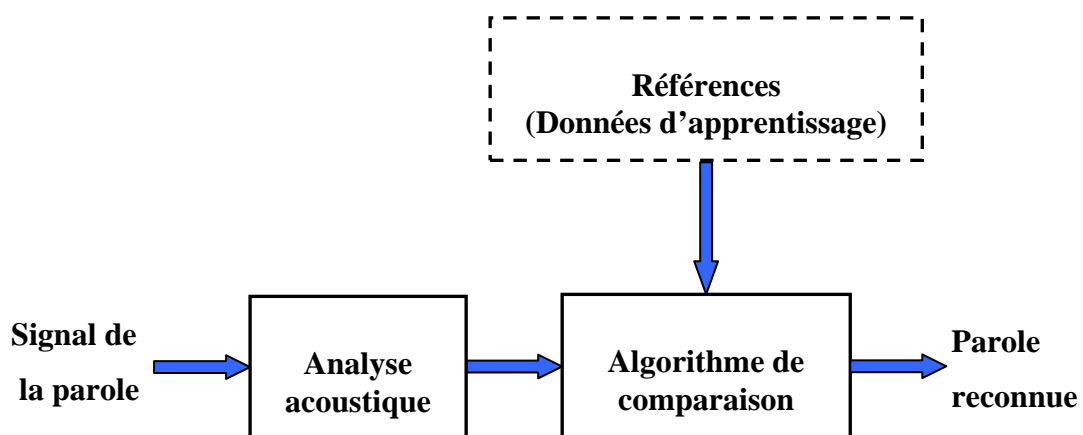 Références
(Données d’apprentissage)
Signal de
la parole
Analyse
acoustique
Algorithme de
comparaison
Parole
reconnue